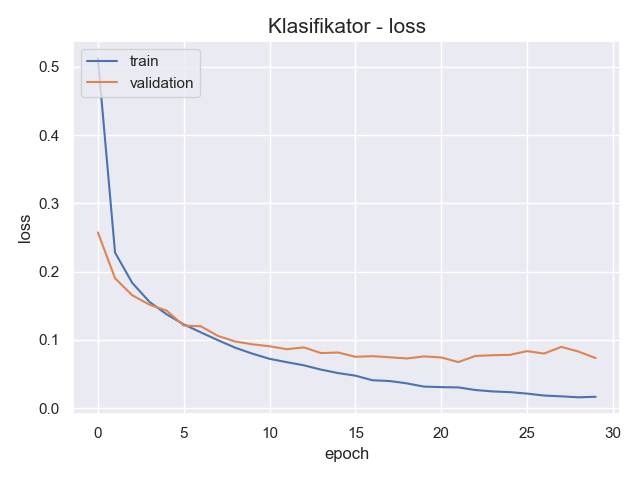 Klasifikator - loss
train
validation
loss
0.5
0.4
0.3
0.2
0.1
0.0
0 5 10 15 20 25 30
epoch